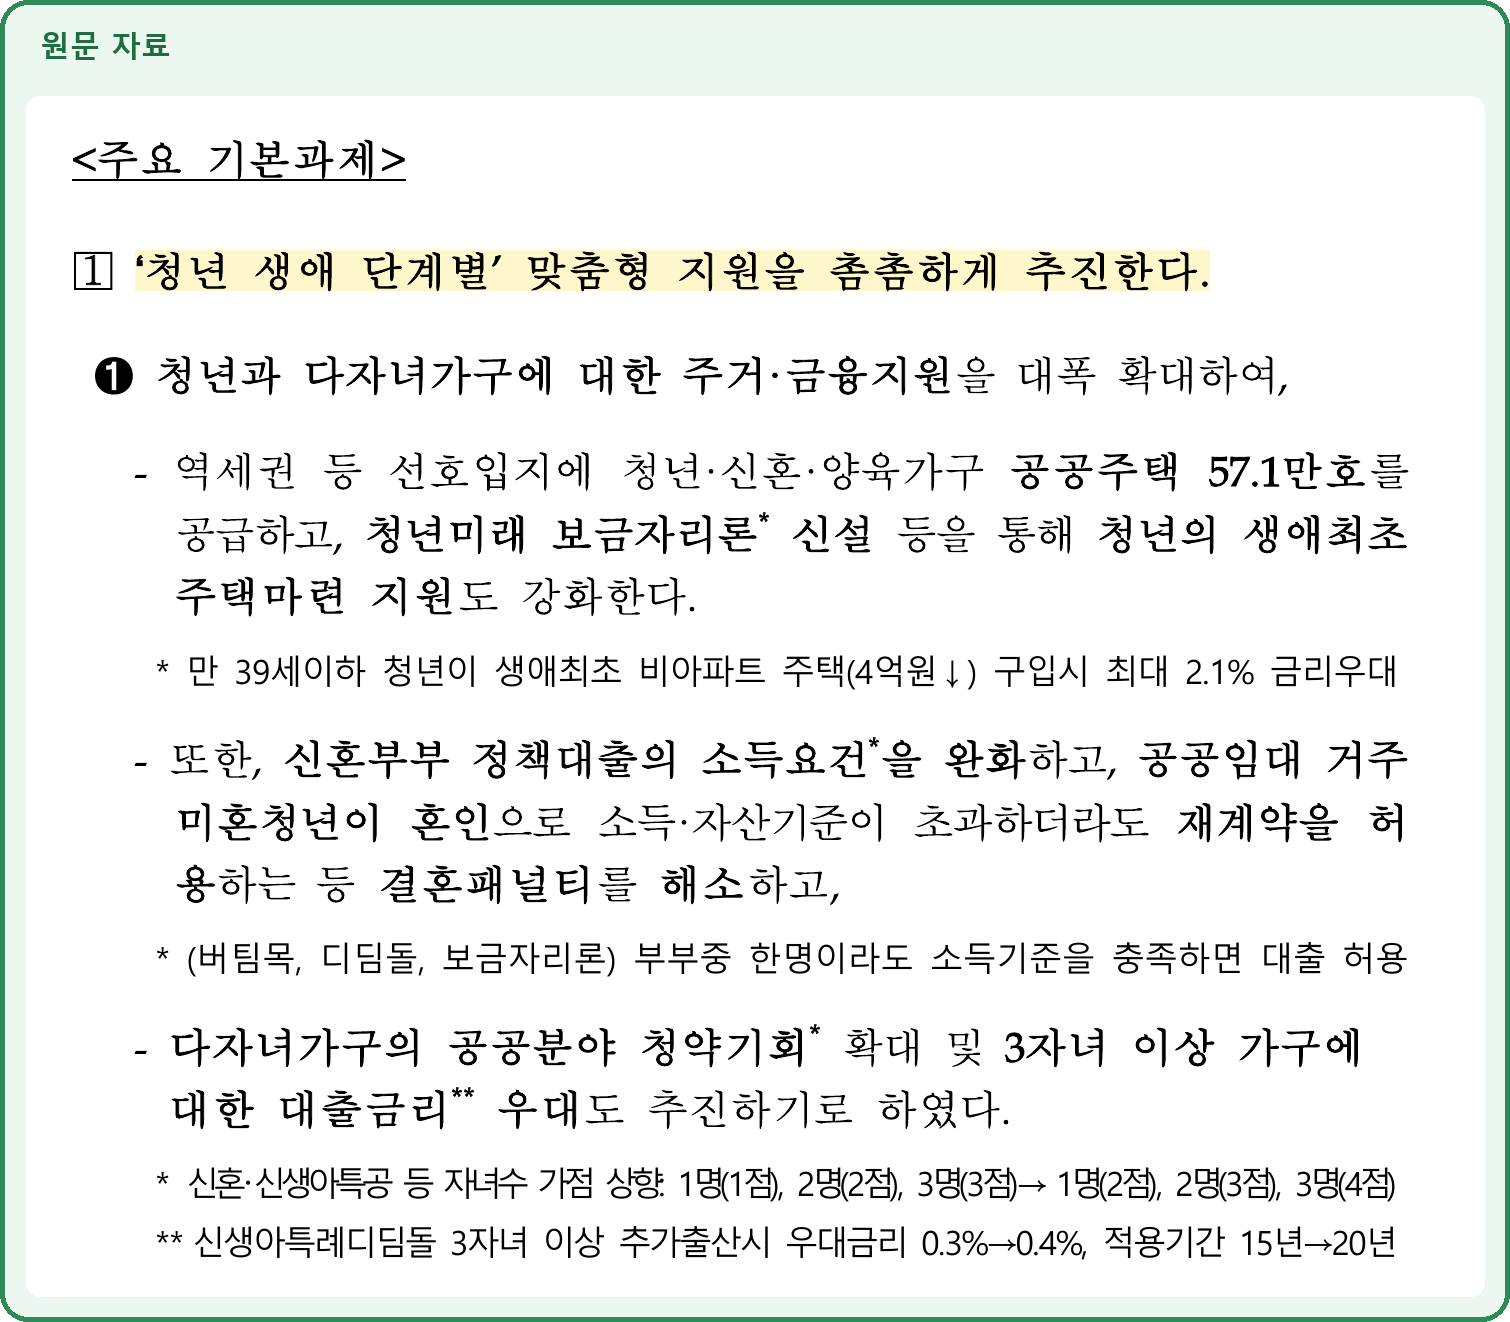 원문 자료
<주요 기본과제>
1 ‘청년 생애 단계별’ 맞춤형 지원을 촘촘하게 추진한다.
❶ 청년과 다자녀가구에 대한 주거·금융지원을 대폭 확대하여,
- 역세권 등 선호입지에 청년·신혼·양육가구 공공주택 57.1만호를
공급하고, 청년미래 보금자리론* 신설 등을 통해 청년의 생애최초
주택마련 지원도 강화한다.
* 만 39세이하 청년이 생애최초 비아파트 주택(4억원↓) 구입시 최대 2.1% 금리우대
- 또한, 신혼부부 정책대출의 소득요건*을 완화하고, 공공임대 거주
미혼청년이 혼인으로 소득·자산기준이 초과하더라도 재계약을 허
용하는 등 결혼패널티를 해소하고,
* (버팀목, 디딤돌, 보금자리론) 부부중 한명이라도 소득기준을 충족하면 대출 허용
- 다자녀가구의 공공분야 청약기회* 확대 및 3자녀 이상 가구에
대한 대출금리** 우대도 추진하기로 하였다.
* 신혼·신생아특공 등 자녀수 가점 상향: 1명(1점), 2명(2점), 3명(3점)→ 1명(2점), 2명(3점), 3명(4점)
** 신생아특례디딤돌 3자녀 이상 추가출산시 우대금리 0.3%→0.4%, 적용기간 15년→20년